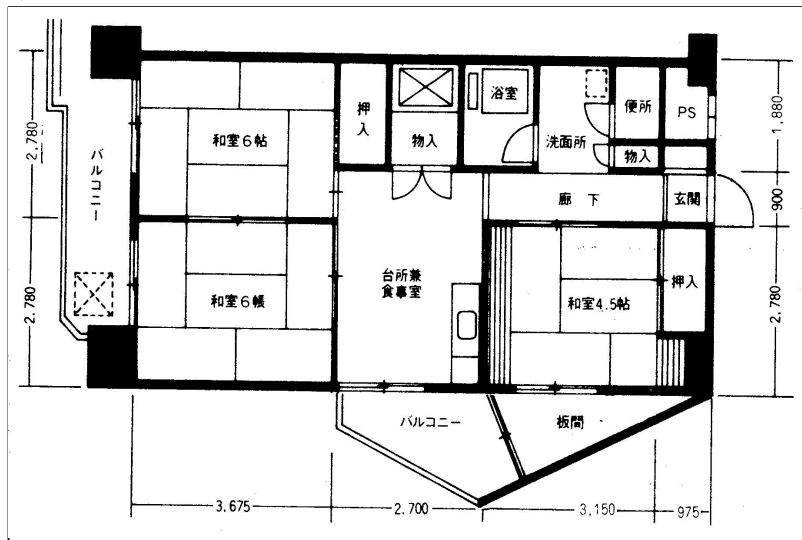 浴室
便所
PS
和室6帖
押入
物入
洗面所
物入
バルコニー
廊下
玄関
台所兼
食事室
和室6帳
和室4.5帖
押入
バルコニー
板間
2,780
2,780
1,880
900
2,780
3,675
2,700
3,150
975